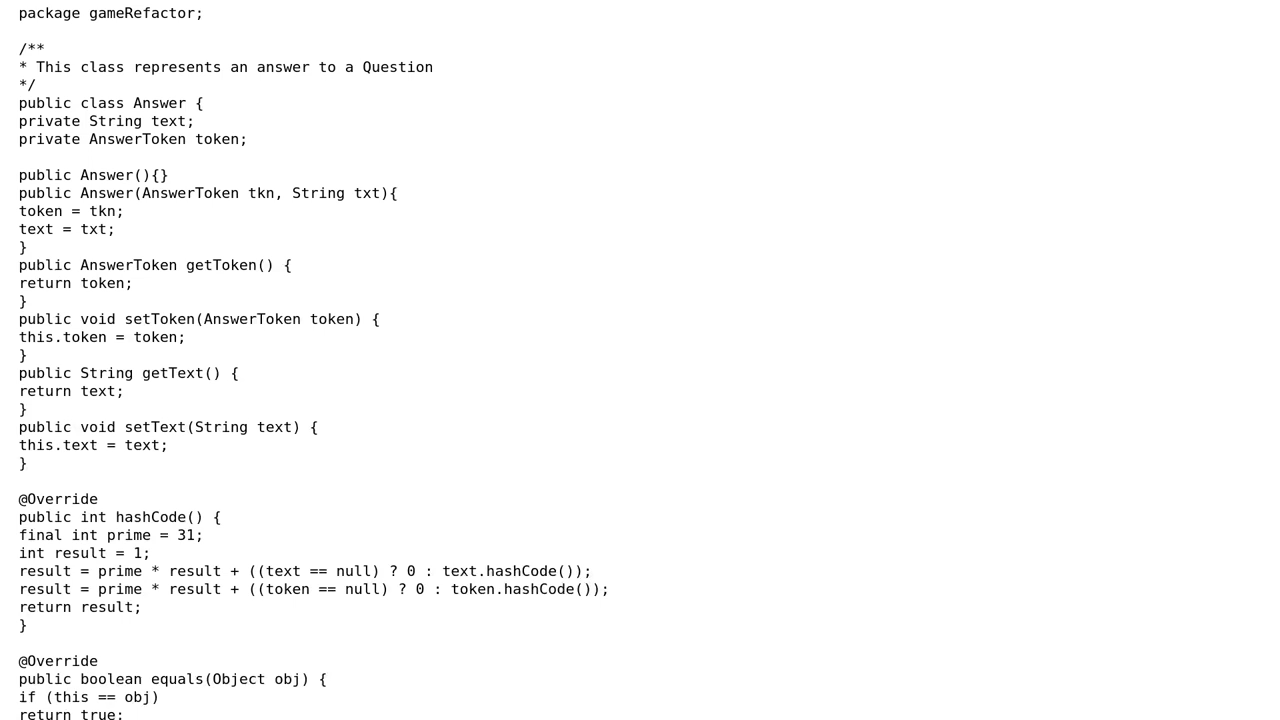 package gameRefactor;

/**
* This class represents an answer to a Question
*/
public class Answer {
private String text;
private AnswerToken token;

public Answer(){}
public Answer(AnswerToken tkn, String txt){
token = tkn;
text = txt;
}
public AnswerToken getToken() {
return token;
}
public void setToken(AnswerToken token) {
this.token = token;
}
public String getText() {
return text;
}
public void setText(String text) {
this.text = text;
}

@Override
public int hashCode() {
final int prime = 31;
int result = 1;
result = prime * result + ((text == null) ? 0 : text.hashCode());
result = prime * result + ((token == null) ? 0 : token.hashCode());
return result;
}

@Override
public boolean equals(Object obj) {
if (this == obj)
return true;